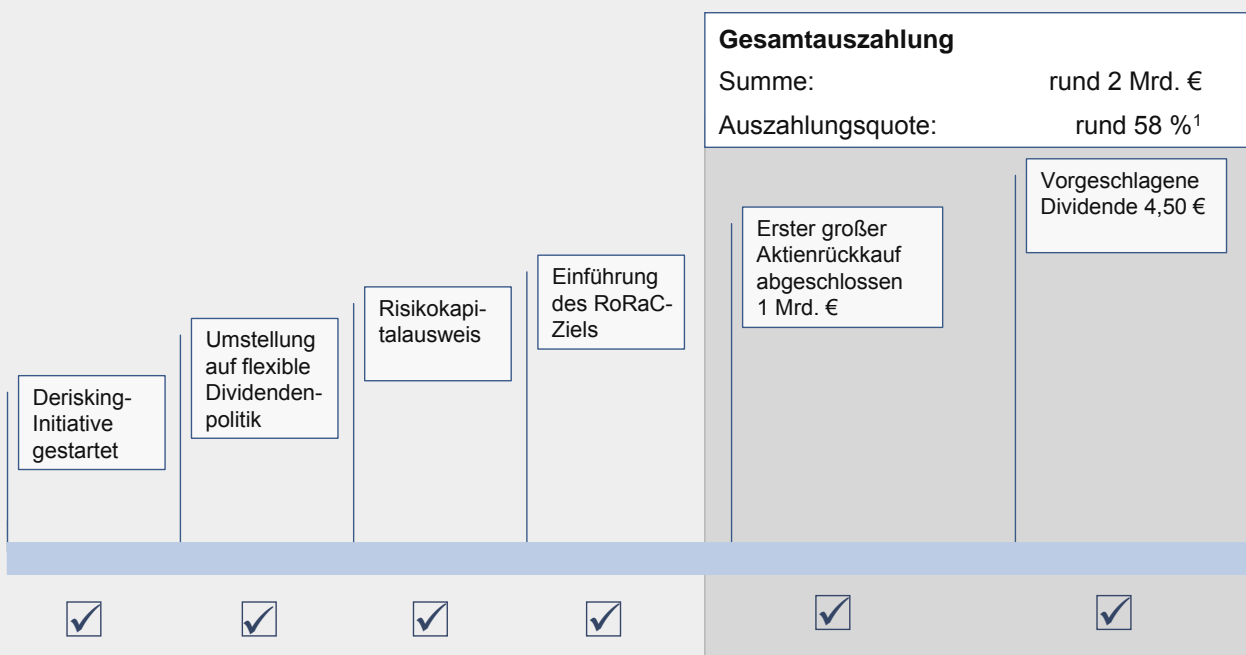 Gesamtauszahlung
Summe: rund 2 Mrd. €
Auszahlungsquote: rund 58 %¹
Derisking-
Initiative
gestartet
Umstellung
auf flexible
Dividenden-
politik
Risikokapi-
talausweis
Einführung
des RoRaC-
Ziels
Erster großer
Aktienrückkauf
abgeschlossen
1 Mrd. €
Vorgeschlagene
Dividende 4,50 €